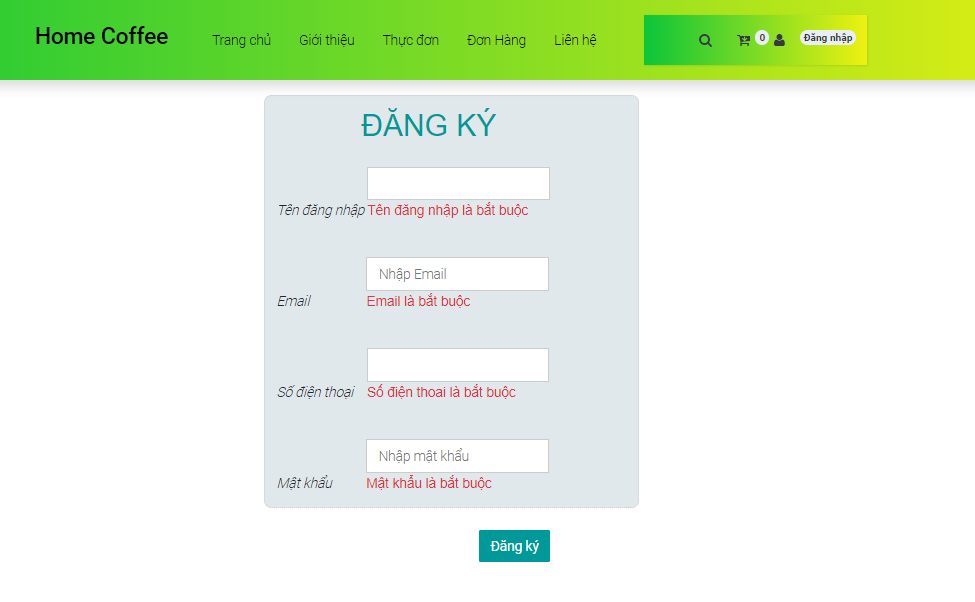 Home Coffee Trang chủ Giới thiệu Thực đơn Đơn Hàng Liên hệ 0 Đăng nhập
ĐĂNG KÝ
Tên đăng nhập Tên đăng nhập là bắt buộc
Nhập Email
Email Email là bắt buộc
Số điện thoại Số điện thoai là bắt buộc
Nhập mật khẩu
Mật khẩu Mật khẩu là bắt buộc
Đăng ký